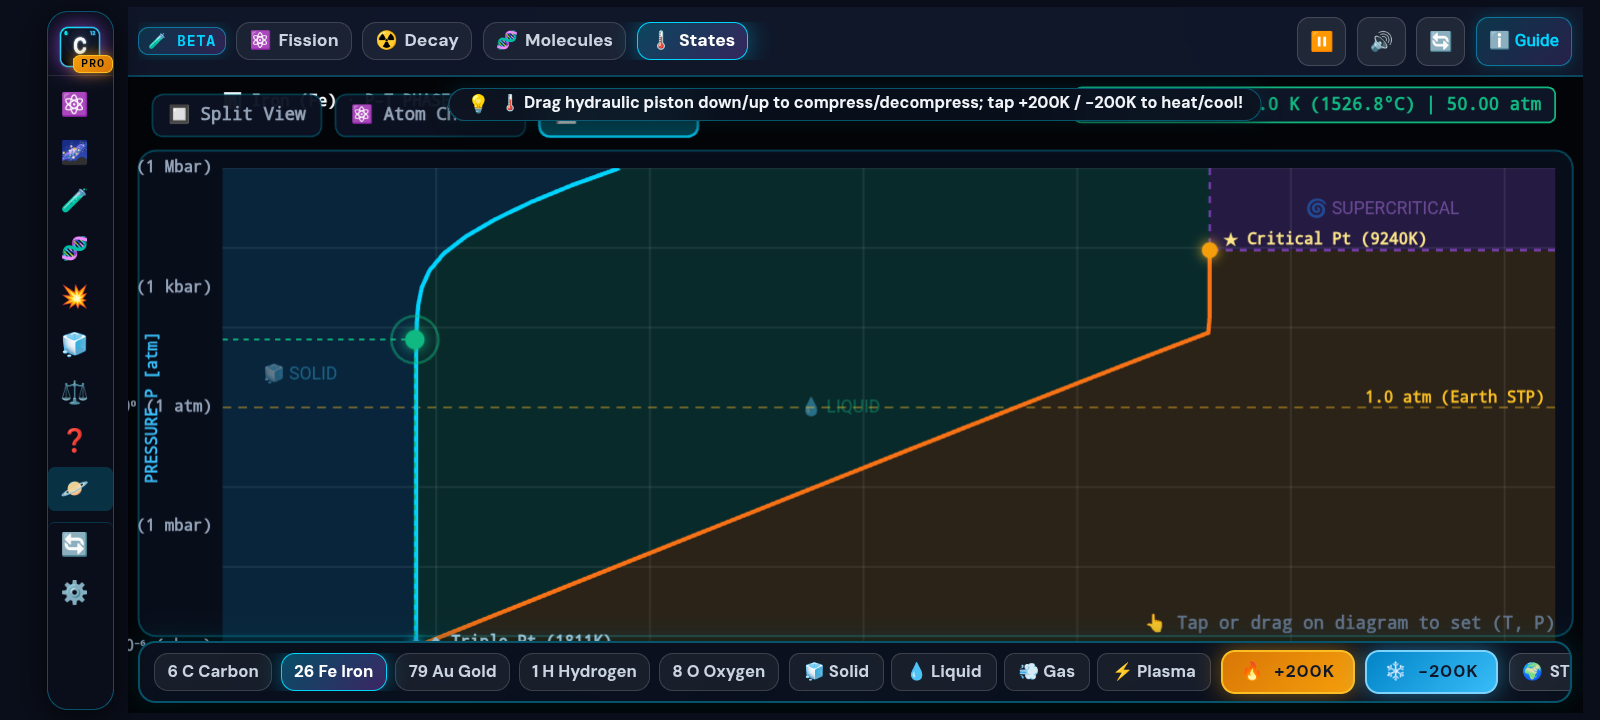 C
PRO
BETA
Fission
Decay
Molecules
States
Guide
Split View
Atom
Drag hydraulic piston down/up to compress/decompress; tap +200K / -200K to heat/cool!
.0 K (1526.8°C) | 50.00 atm
(1 Mbar)
SUPERCRITICAL
★ Critical Pt (9240K)
(1 kbar)
SOLID
PRESSURE P [atm]
1.0 atm (Earth STP)
(1 atm)
LIQUID
(1 mbar)
Tap or drag on diagram to set (T, P)
Triple Pt (1811K)
6 C Carbon
26 Fe Iron
79 Au Gold
1 H Hydrogen
8 O Oxygen
Solid
Liquid
Gas
Plasma
+200K
-200K
ST